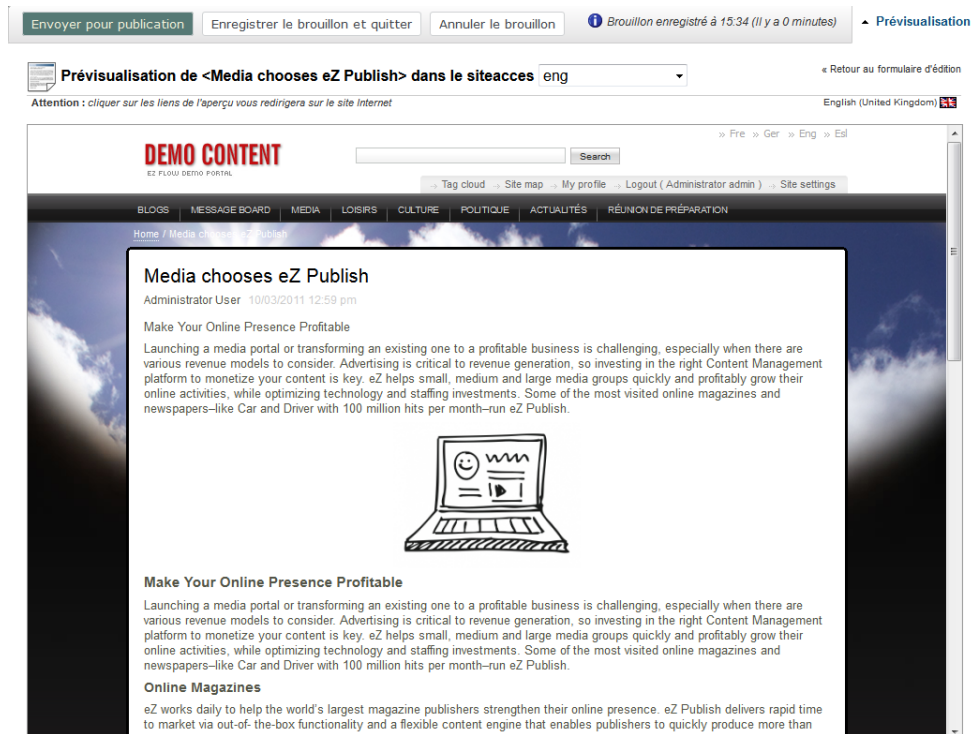 Envoyer pour publication Enregistrer le brouillon et quitter Annuler le brouillon Brouillon enregistré à 15:34 (Il y a 0 minutes) Prévisualisation
Prévisualisation de <Media chooses eZ Publish> dans le siteacces eng
« Retour au formulaire d'édition
Attention : cliquer sur les liens de l'aperçu vous redirigera sur le site Internet
English (United Kingdom)
» Fre » Ger » Eng » Esl
DEMO CONTENT
EZ FLOW DEMO PORTAL
Search
Tag cloud Site map My profile Logout ( Administrator admin ) Site settings
BLOGS MESSAGE BOARD MEDIA LOISIRS CULTURE POLITIQUE ACTUALITÉS RÉUNION DE PRÉPARATION
Home / Media chooses eZ Publish
Media chooses eZ Publish
Administrator User 10/03/2011 12:59 pm
Make Your Online Presence Profitable
Launching a media portal or transforming an existing one to a profitable business is challenging, especially when there are
various revenue models to consider. Advertising is critical to revenue generation, so investing in the right Content Management
platform to monetize your content is key. eZ helps small, medium and large media groups quickly and profitably grow their
online activities, while optimizing technology and staffing investments. Some of the most visited online magazines and
newspapers–like Car and Driver with 100 million hits per month–run eZ Publish.
Make Your Online Presence Profitable
Launching a media portal or transforming an existing one to a profitable business is challenging, especially when there are
various revenue models to consider. Advertising is critical to revenue generation, so investing in the right Content Management
platform to monetize your content is key. eZ helps small, medium and large media groups quickly and profitably grow their
online activities, while optimizing technology and staffing investments. Some of the most visited online magazines and
newspapers–like Car and Driver with 100 million hits per month–run eZ Publish.
Online Magazines
eZ works daily to help the world's largest magazine publishers strengthen their online presence. eZ Publish delivers rapid time
to market via out-of- the-box functionality and a flexible content engine that enables publishers to quickly produce more than